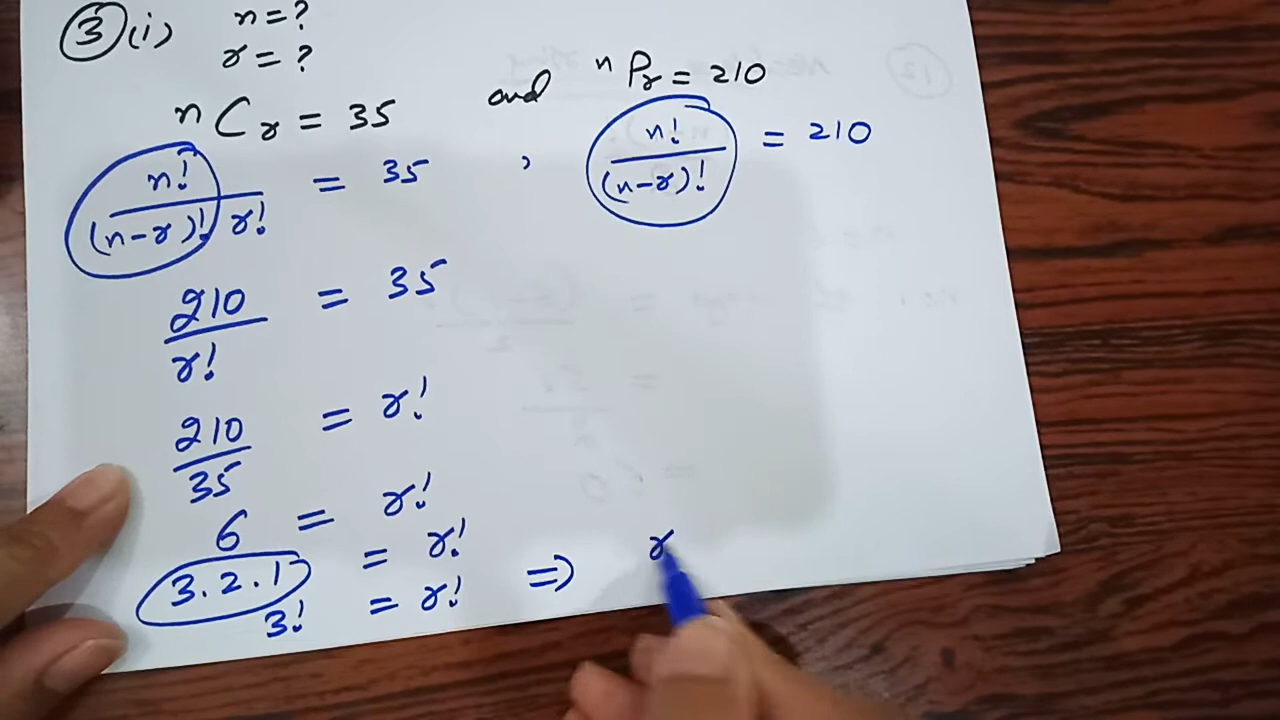 ③ (i) n = ?
r = ?
ⁿCᵣ = 35 and ⁿPᵣ = 210
n!/((n-r)! r!) = 35 , n!/(n-r)! = 210
210/r! = 35
210/35 = r!
6 = r!
3.2.1 = r!
3! = r! ⇒ r